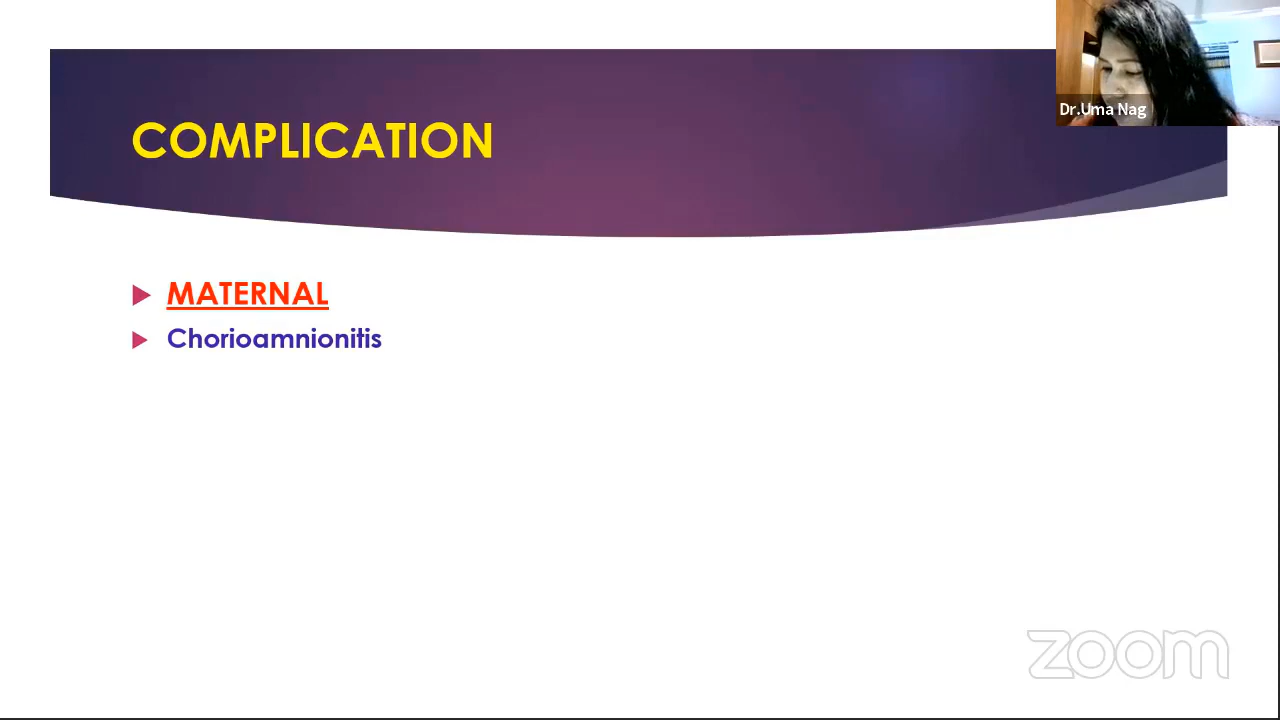 COMPLICATION
Dr.Uma Nag
MATERNAL
Chorioamnionitis
zoom